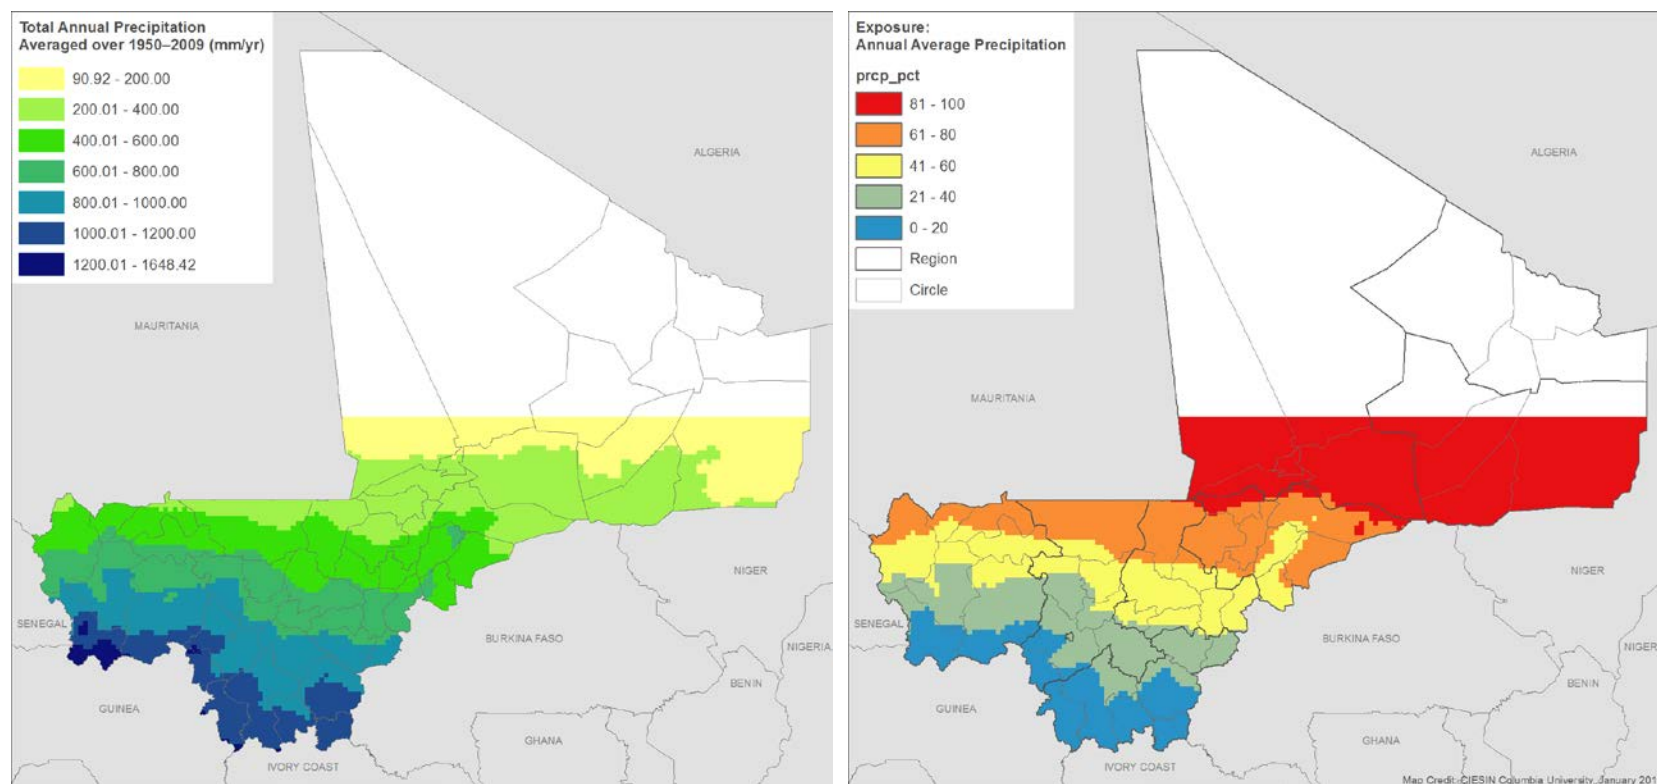 Total Annual Precipitation
Averaged over 1950–2009 (mm/yr)
90.92 - 200.00
200.01 - 400.00
400.01 - 600.00
600.01 - 800.00
800.01 - 1000.00
1000.01 - 1200.00
1200.01 - 1648.42
ALGERIA
MAURITANIA
NIGER
SENEGAL
BURKINA FASO
NIGERIA
BENIN
GUINEA
GHANA
IVORY COAST
Exposure:
Annual Average Precipitation
prcp_pct
81 - 100
61 - 80
41 - 60
21 - 40
0 - 20
Region
Circle
ALGERIA
MAURITANIA
NIGER
SENEGAL
BURKINA FASO
BENIN
GUINEA
GHANA
IVORY COAST
Map Credit: CIESIN Columbia University, January